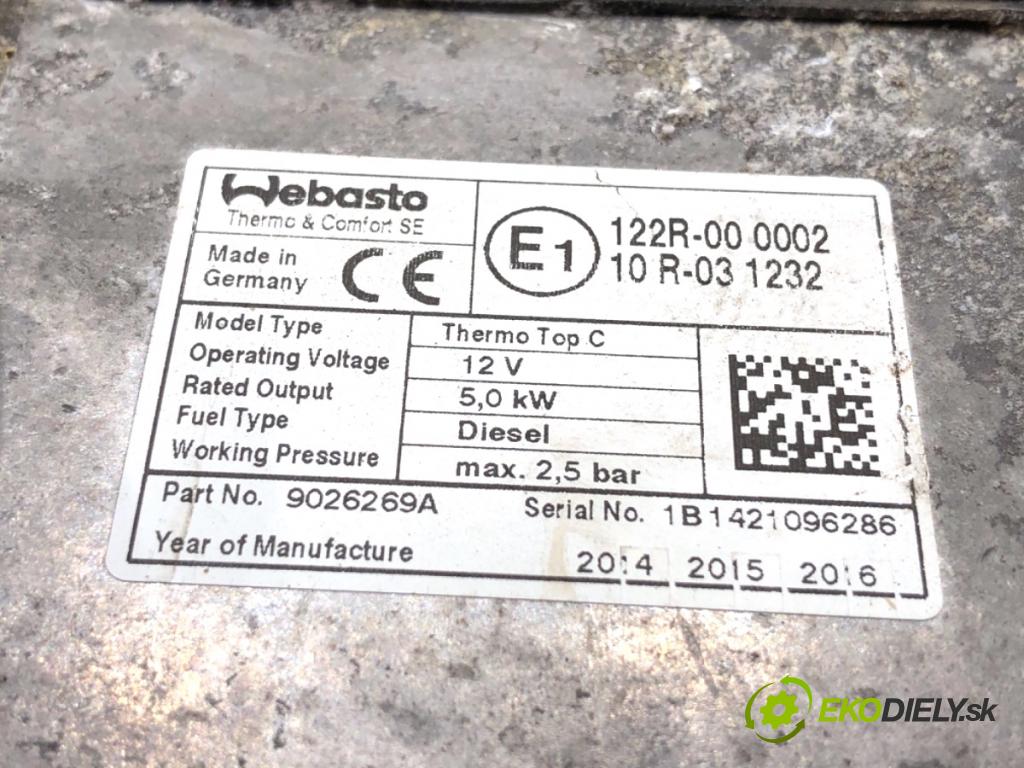 Webasto
Thermo & Comfort SE
Made in
Germany
CE
E1
122R-00 0002
10 R-03 1232
Model Type Thermo Top C
Operating Voltage 12 V
Rated Output 5,0 kW
Fuel Type Diesel
Working Pressure max. 2,5 bar
Part No. 9026269A Serial No. 1B1421096286
Year of Manufacture 2014 2015 2016
EKODIELY.sk